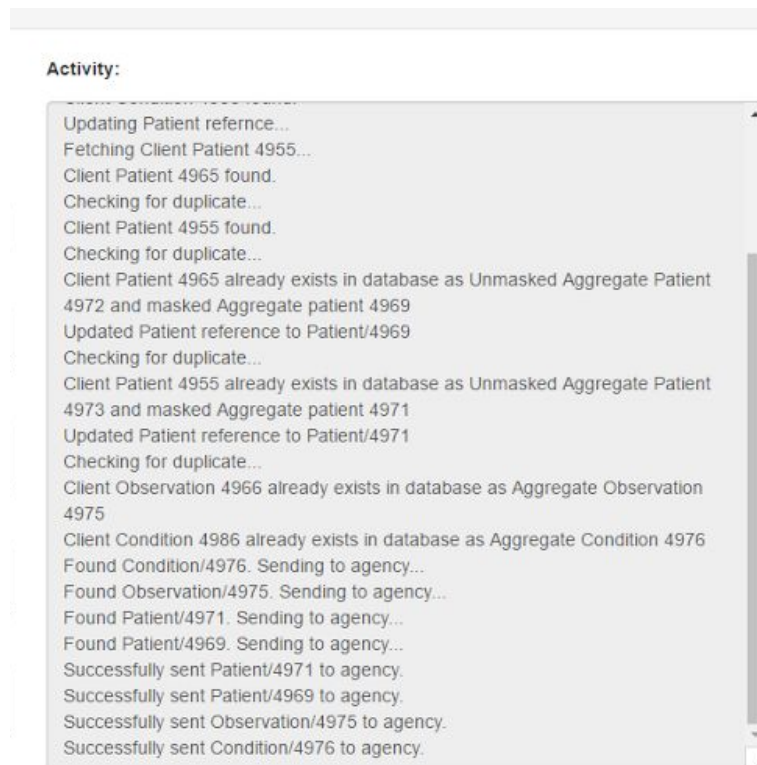 Activity:
Updating Patient refernce...
Fetching Client Patient 4955...
Client Patient 4965 found.
Checking for duplicate...
Client Patient 4955 found.
Checking for duplicate...
Client Patient 4965 already exists in database as Unmasked Aggregate Patient
4972 and masked Aggregate patient 4969
Updated Patient reference to Patient/4969
Checking for duplicate...
Client Patient 4955 already exists in database as Unmasked Aggregate Patient
4973 and masked Aggregate patient 4971
Updated Patient reference to Patient/4971
Checking for duplicate...
Client Observation 4966 already exists in database as Aggregate Observation
4975
Client Condition 4986 already exists in database as Aggregate Condition 4976
Found Condition/4976. Sending to agency...
Found Observation/4975. Sending to agency...
Found Patient/4971. Sending to agency...
Found Patient/4969. Sending to agency...
Successfully sent Patient/4971 to agency.
Successfully sent Patient/4969 to agency.
Successfully sent Observation/4975 to agency.
Successfully sent Condition/4976 to agency.